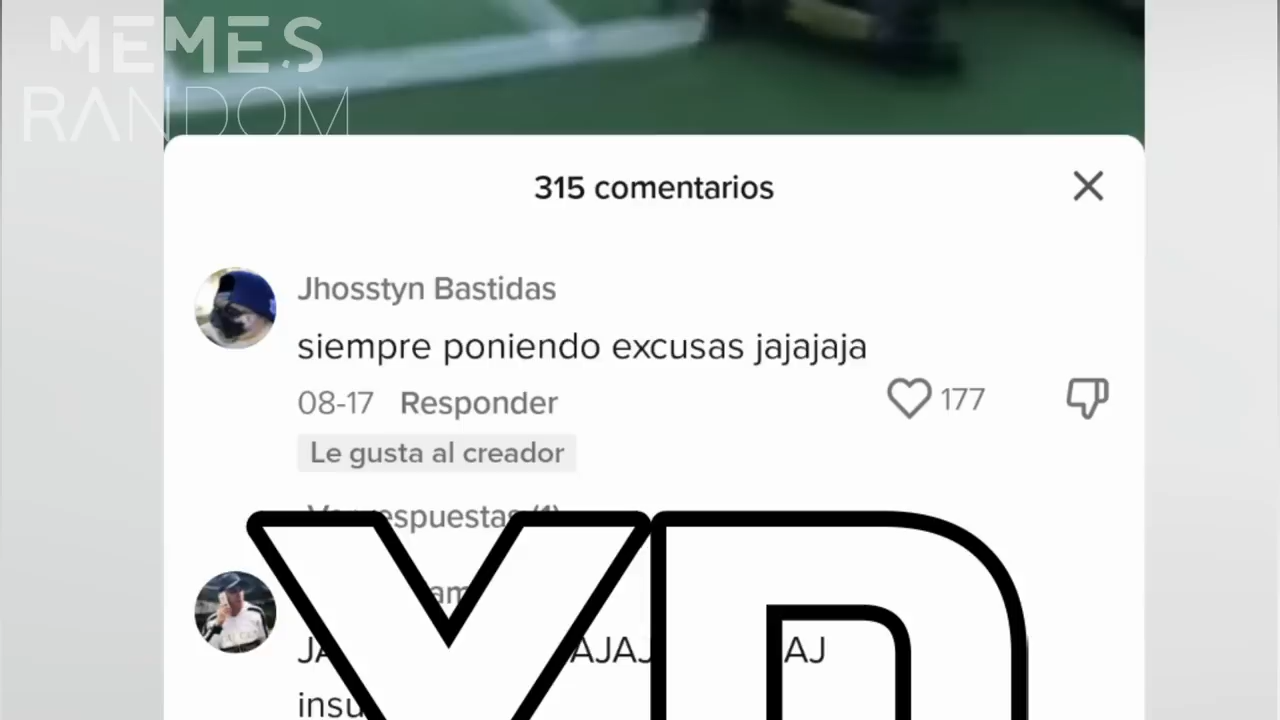 MEMES
RANDOM
315 comentarios
Jhosstyn Bastidas
siempre poniendo excusas jajajaja
08-17 Responder
177
Le gusta al creador
XD